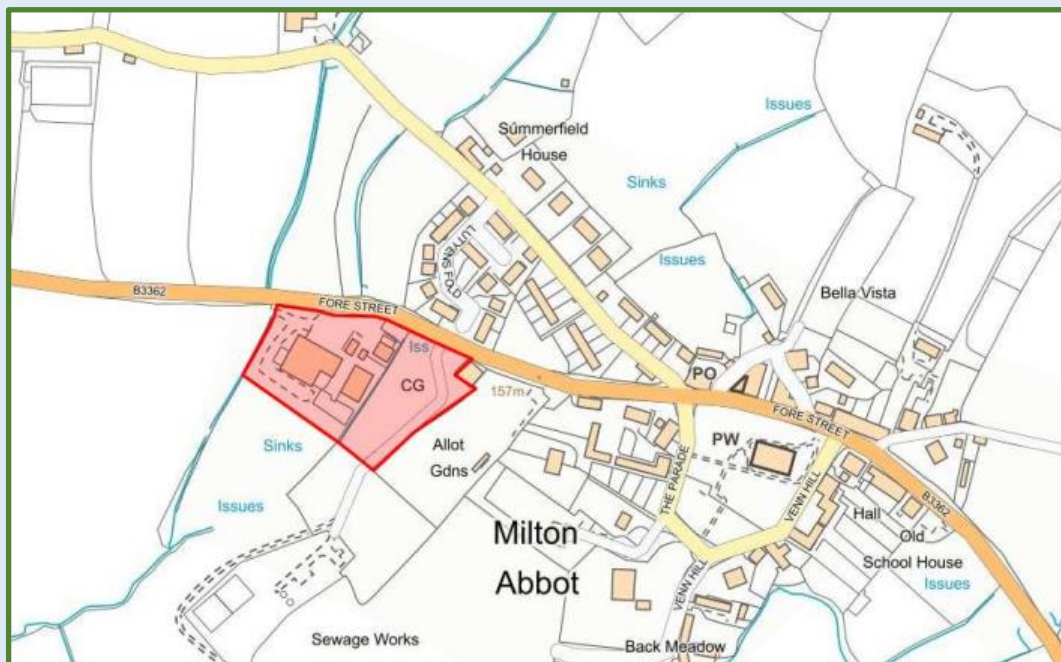 Issues
Súmmerfield
House
Sinks
LUTYENS FOLD
Issues
B3362
FORE STREET
Bella Vista
Iss
CG
PO
157m
FORE STREET
PW
Allot
Gdns
Sinks
THE PARADE
VENN HILL
B3362
Issues
Hall
Old
School House
Milton
Abbot
VENN HILL
Issues
Sewage Works
Back Meadow